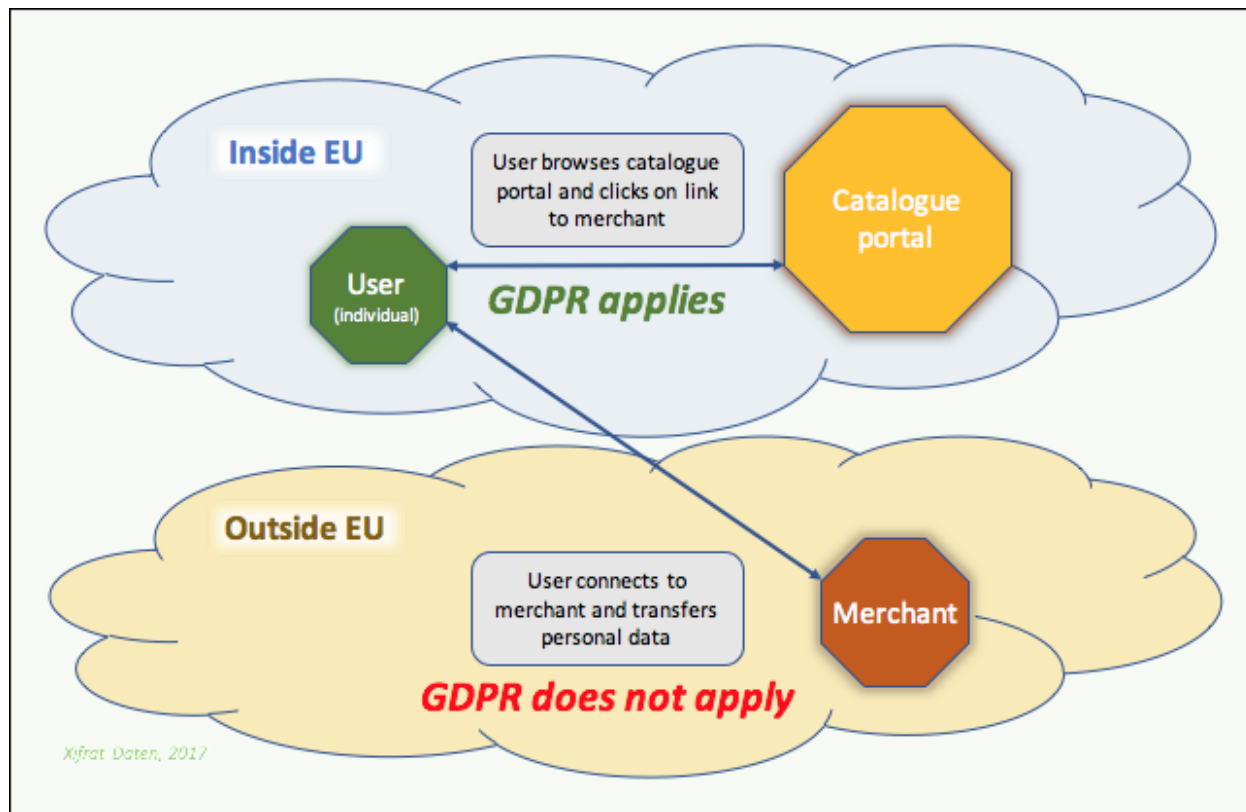 Inside EU
User browses catalogue
portal and clicks on link
to merchant
Catalogue
portal
User
(individual)
GDPR applies
Outside EU
User connects to
merchant and transfers
personal data
Merchant
GDPR does not apply
Xifrat Daten, 2017